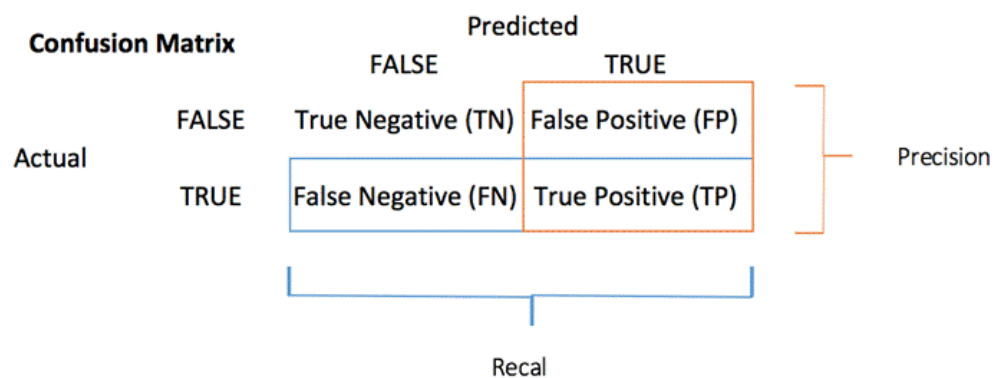 Predicted
Confusion Matrix
FALSE TRUE
FALSE True Negative (TN) False Positive (FP)
Actual Precision
TRUE False Negative (FN) True Positive (TP)
Recal